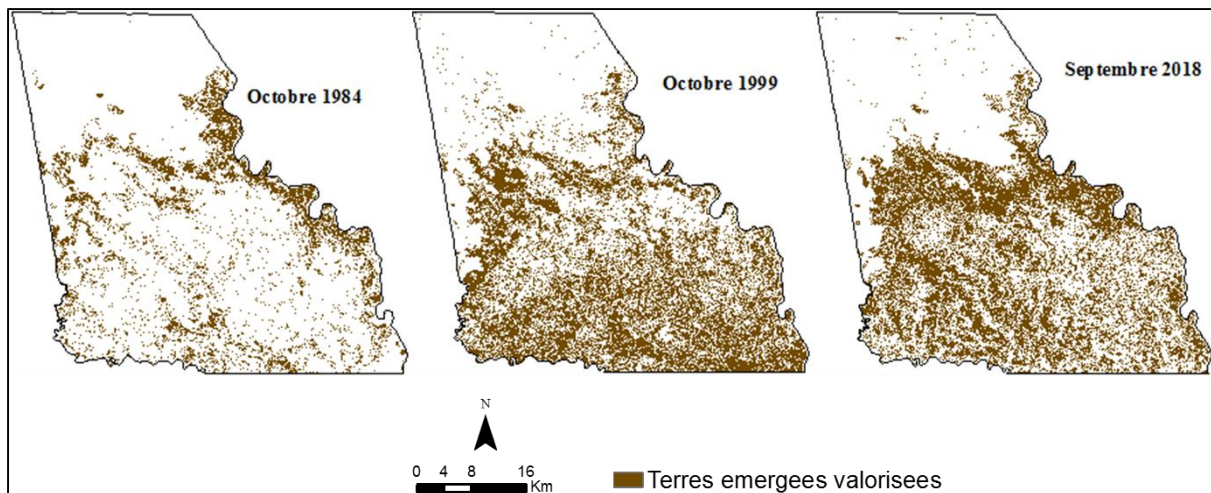 Octobre 1984
Octobre 1999
Septembre 2018
N
0 4 8 16
Km
Terres emergees valorisees